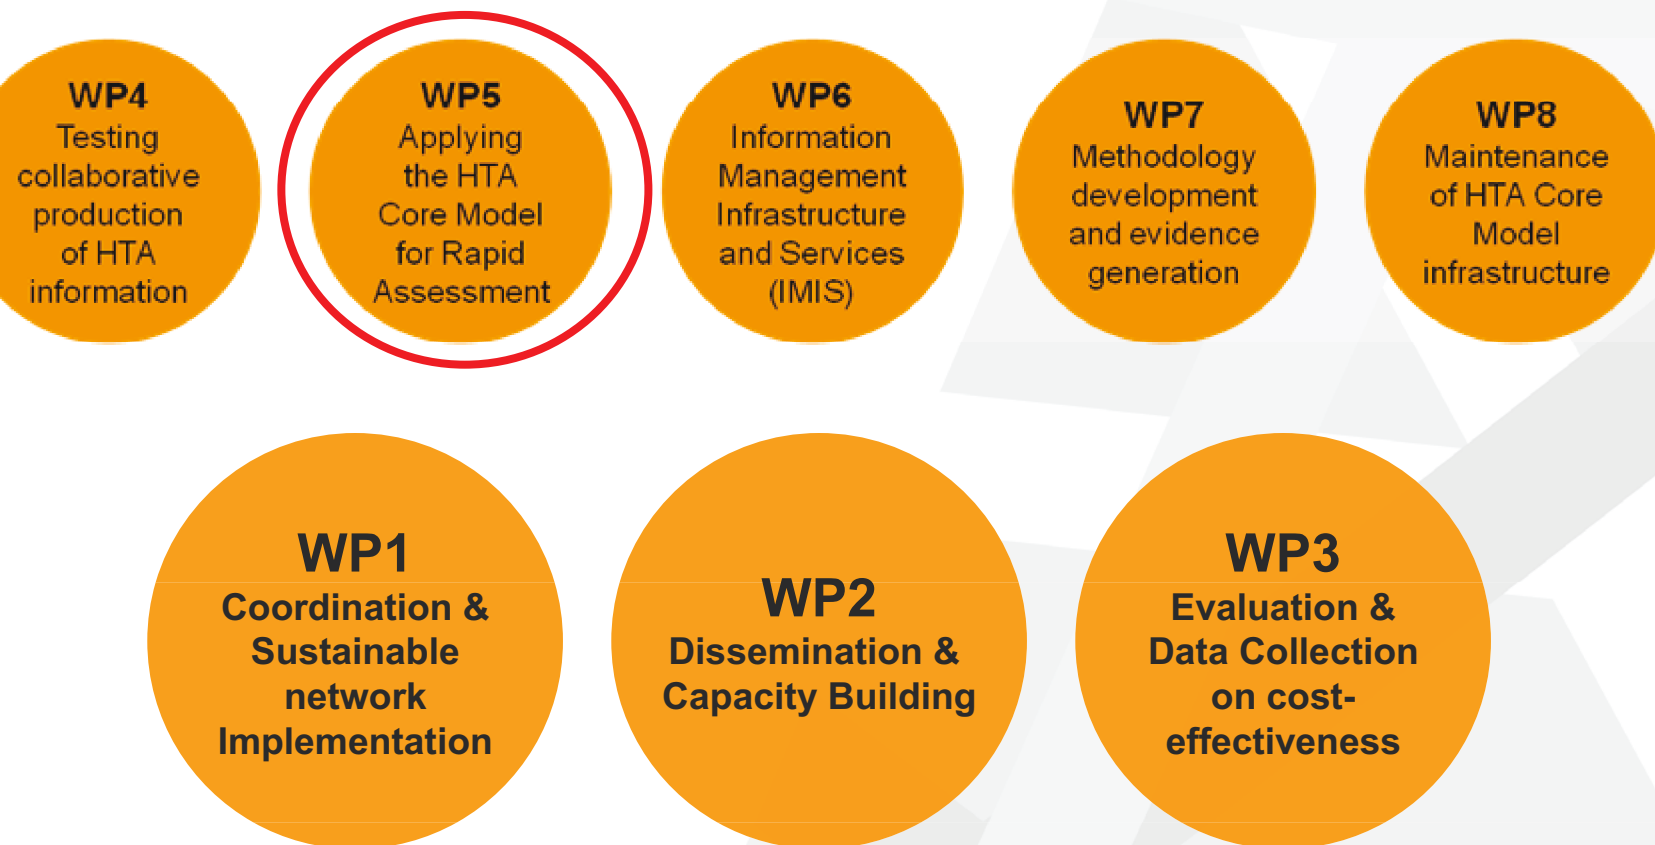 WP4
Testing
collaborative
production
of HTA
information
WP5
Applying
the HTA
Core Model
for Rapid
Assessment
WP6
Information
Management
Infrastructure
and Services
(IMIS)
WP7
Methodology
development
and evidence
generation
WP8
Maintenance
of HTA Core
Model
infrastructure
WP1
Coordination &
Sustainable
network
Implementation
WP2
Dissemination &
Capacity Building
WP3
Evaluation &
Data Collection
on cost-
effectiveness